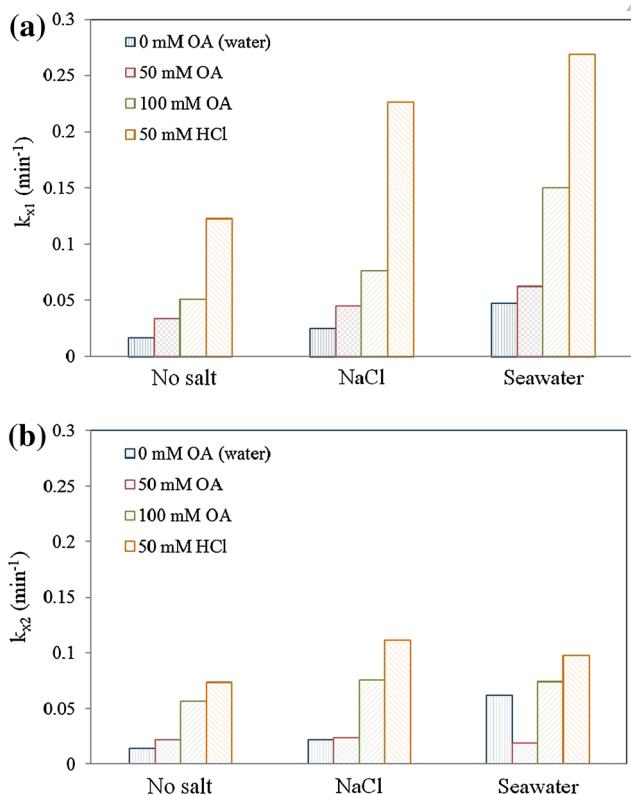 (a)
0.3
0.25
0.2
0.15
0.1
0.05
0
kx1 (min-1)
0 mM OA (water)
50 mM OA
100 mM OA
50 mM HCl
No salt NaCl Seawater
(b)
0.3
0.25
0.2
0.15
0.1
0.05
0
kx2 (min-1)
0 mM OA (water)
50 mM OA
100 mM OA
50 mM HCl
No salt NaCl Seawater